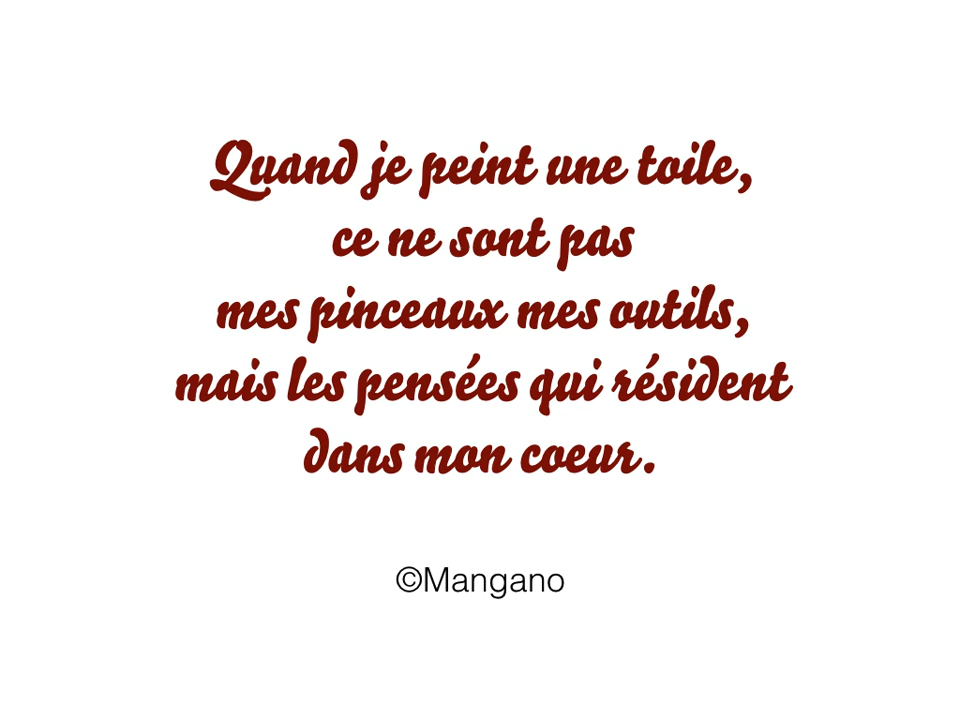 Quand je peint une toile,
ce ne sont pas
mes pinceaux mes outils,
mais les pensées qui résident
dans mon coeur.
©Mangano